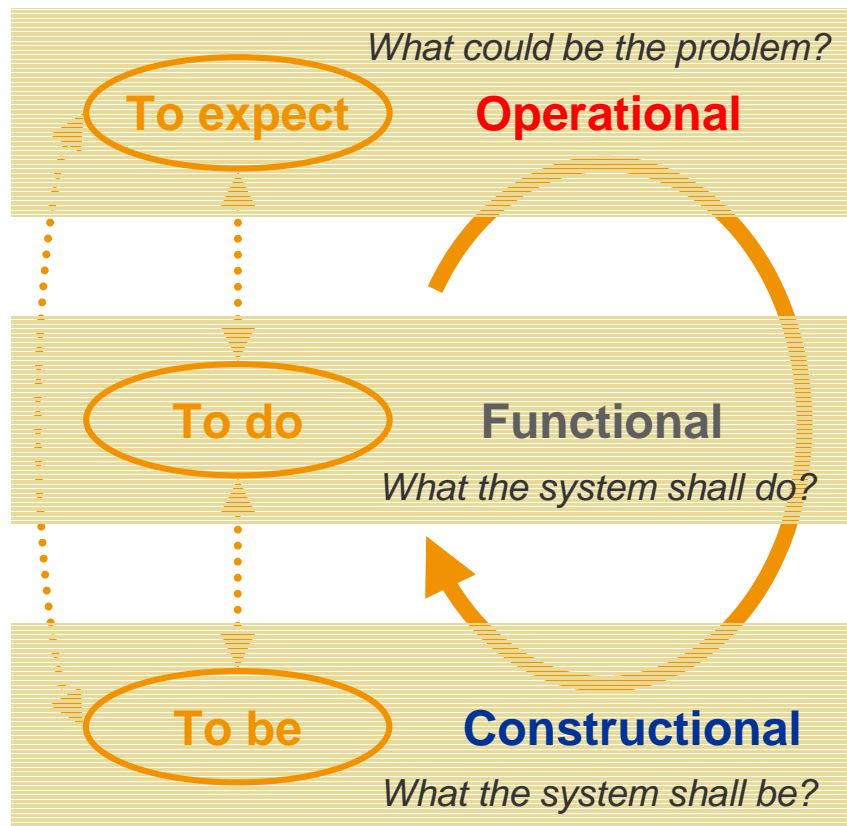 What could be the problem?
To expect
Operational
To do
Functional
What the system shall do?
To be
Constructional
What the system shall be?